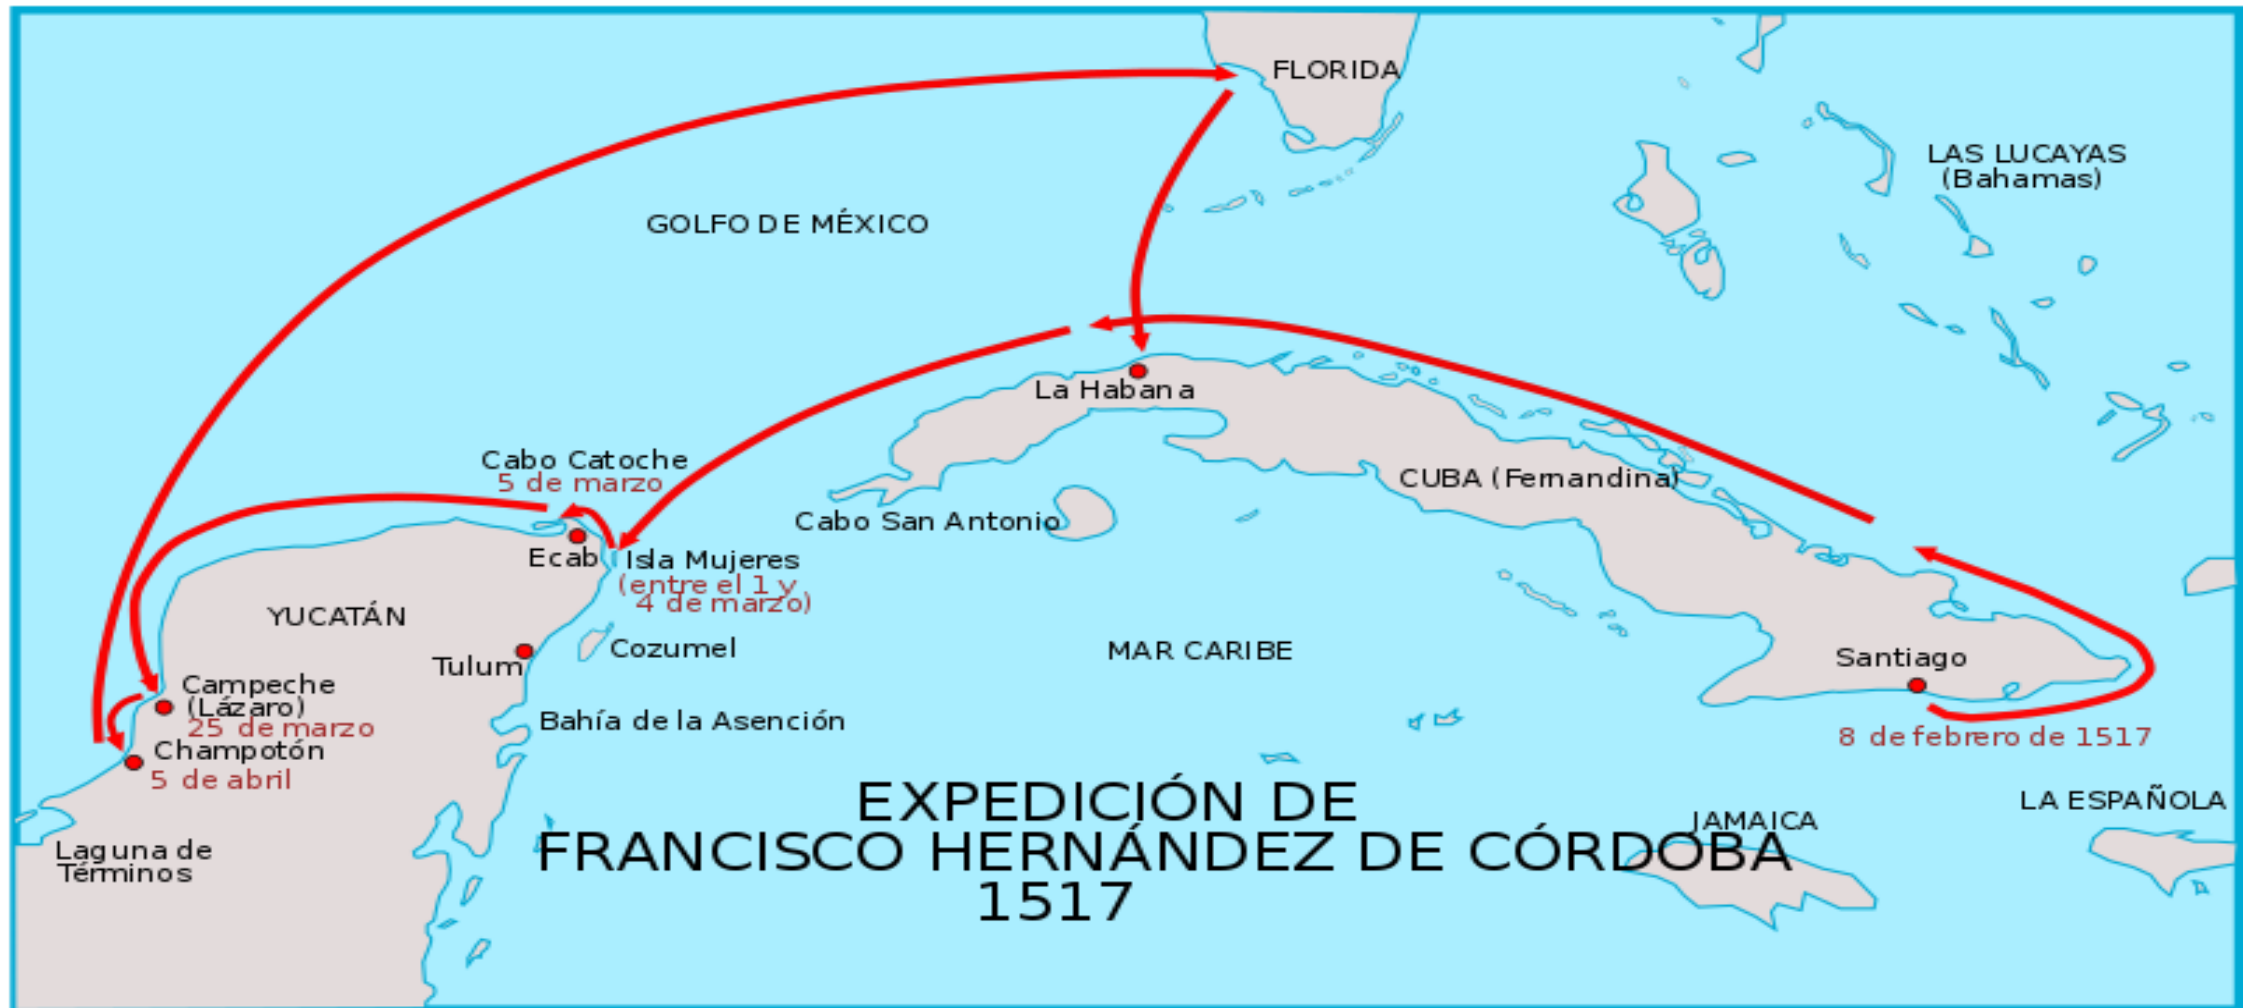 FLORIDA
LAS LUCAYAS
(Bahamas)
GOLFO DE MÉXICO
La Habana
Cabo Catoche
5 de marzo
CUBA (Fernandina)
Cabo San Antonio
Ecab
Isla Mujeres
(entre el 1 y
4 de marzo)
YUCATÁN
Cozumel
MAR CARIBE
Tulum
Santiago
Campeche
(Lázaro)
25 de marzo
Bahía de la Asención
8 de febrero de 1517
Champotón
5 de abril
EXPEDICIÓN DE
FRANCISCO HERNÁNDEZ DE CÓRDOBA
1517
LA ESPAÑOLA
JAMAICA
Laguna de
Términos